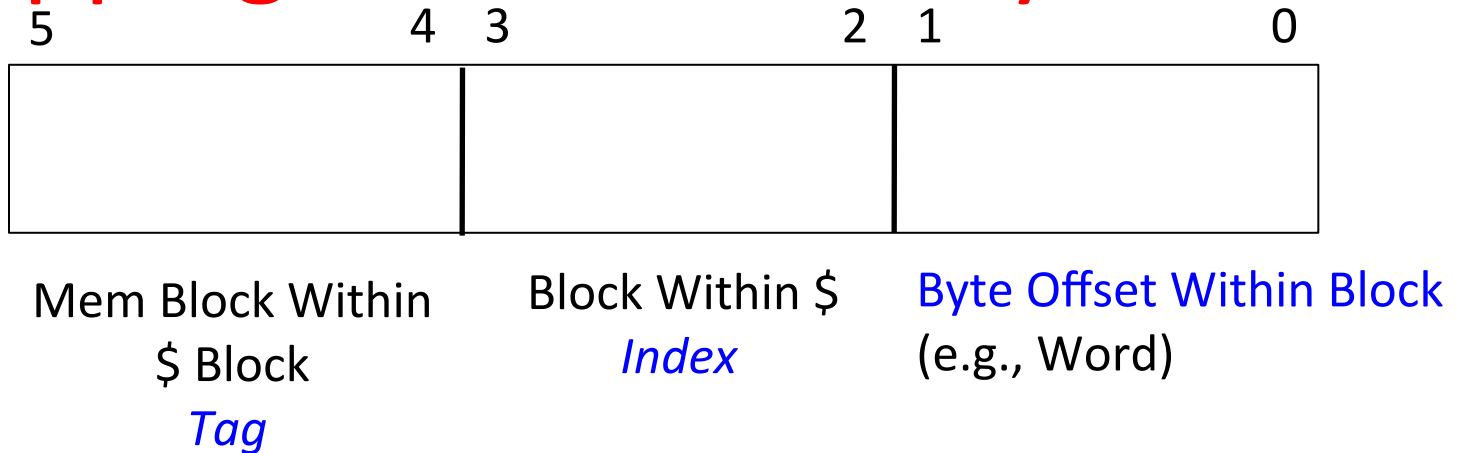 5 4 3 2 1 0
Mem Block Within
$ Block
Tag
Block Within $
Index
Byte Offset Within Block
(e.g., Word)